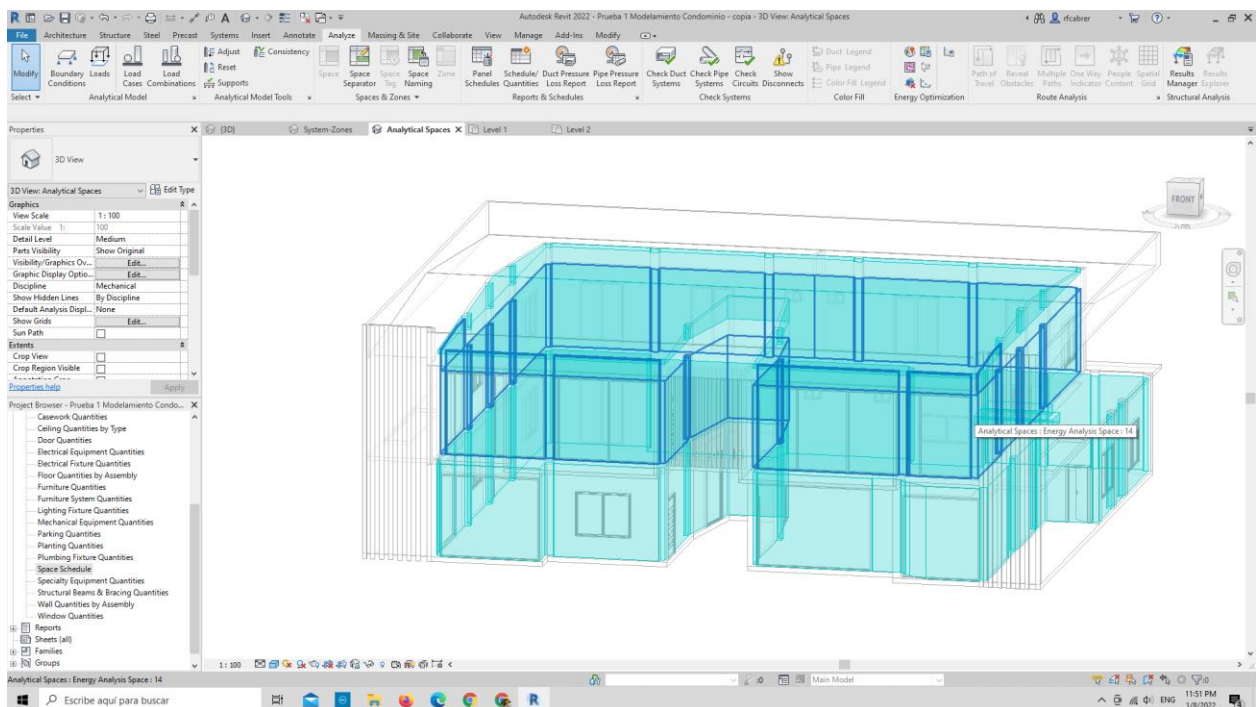 Autodesk Revit 2022 - Prueba 1 Modelamiento Condominio - copia - 3D View: Analytical Spaces
rfcabrer
File Architecture Structure Steel Precast Systems Insert Annotate Analyze Massing & Site Collaborate View Manage Add-Ins Modify
Modify
Boundary Conditions
Loads
Load Cases
Load Combinations
Adjust
Reset
Supports
Consistency
Space
Space Separator
Space Tag
Space Naming
Zone
Panel Schedules
Schedule/ Quantities
Duct Pressure Loss Report
Pipe Pressure Loss Report
Check Duct Systems
Check Pipe Systems
Check Circuits
Show Disconnects
Duct Legend
Pipe Legend
Color Fill Legend
Path of Travel
Reveal Obstacles
Multiple Paths
One Way Indicator
People Content
Spatial Grid
Results Manager
Results Explorer
Select
Analytical Model
Analytical Model Tools
Spaces & Zones
Reports & Schedules
Check Systems
Color Fill
Energy Optimization
Route Analysis
Structural Analysis
Properties
(3D)
System-Zones
Analytical Spaces
Level 1
Level 2
3D View
3D View: Analytical Spaces
Edit Type
Graphics
View Scale 1 : 100
Scale Value 1: 100
Detail Level Medium
Parts Visibility Show Original
Visibility/Graphics Ov... Edit...
Graphic Display Optio... Edit...
Discipline Mechanical
Show Hidden Lines By Discipline
Default Analysis Displ... None
Show Grids Edit...
Sun Path
Extents
Crop View
Crop Region Visible
Properties help
Apply
Project Browser - Prueba 1 Modelamiento Condo...
Casework Quantities
Ceiling Quantities by Type
Door Quantities
Electrical Equipment Quantities
Electrical Fixture Quantities
Floor Quantities by Assembly
Furniture Quantities
Furniture System Quantities
Lighting Fixture Quantities
Mechanical Equipment Quantities
Parking Quantities
Planting Quantities
Plumbing Fixture Quantities
Space Schedule
Specialty Equipment Quantities
Structural Beams & Bracing Quantities
Wall Quantities by Assembly
Window Quantities
Reports
Sheets (all)
Families
Groups
FRONT
Analytical Spaces : Energy Analysis Space : 14
1 : 100
Analytical Spaces : Energy Analysis Space : 14
:0
Main Model
:0
Escribe aquí para buscar
ENG
11:51 PM
1/8/2022